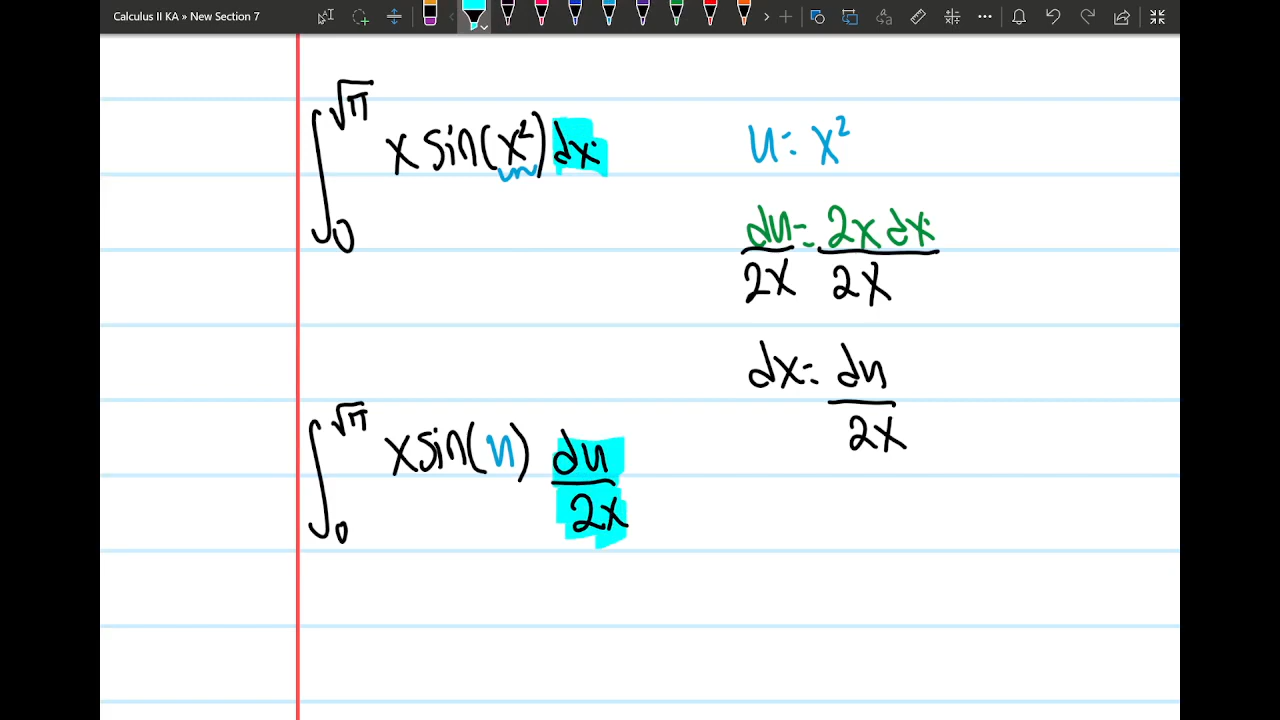 Calculus II KA » New Section 7
∫₀^√π x sin(x²) dx
u = x²
du = 2x dx
2x 2x
dx = du
2x
∫₀^√π x sin(u) du
2x